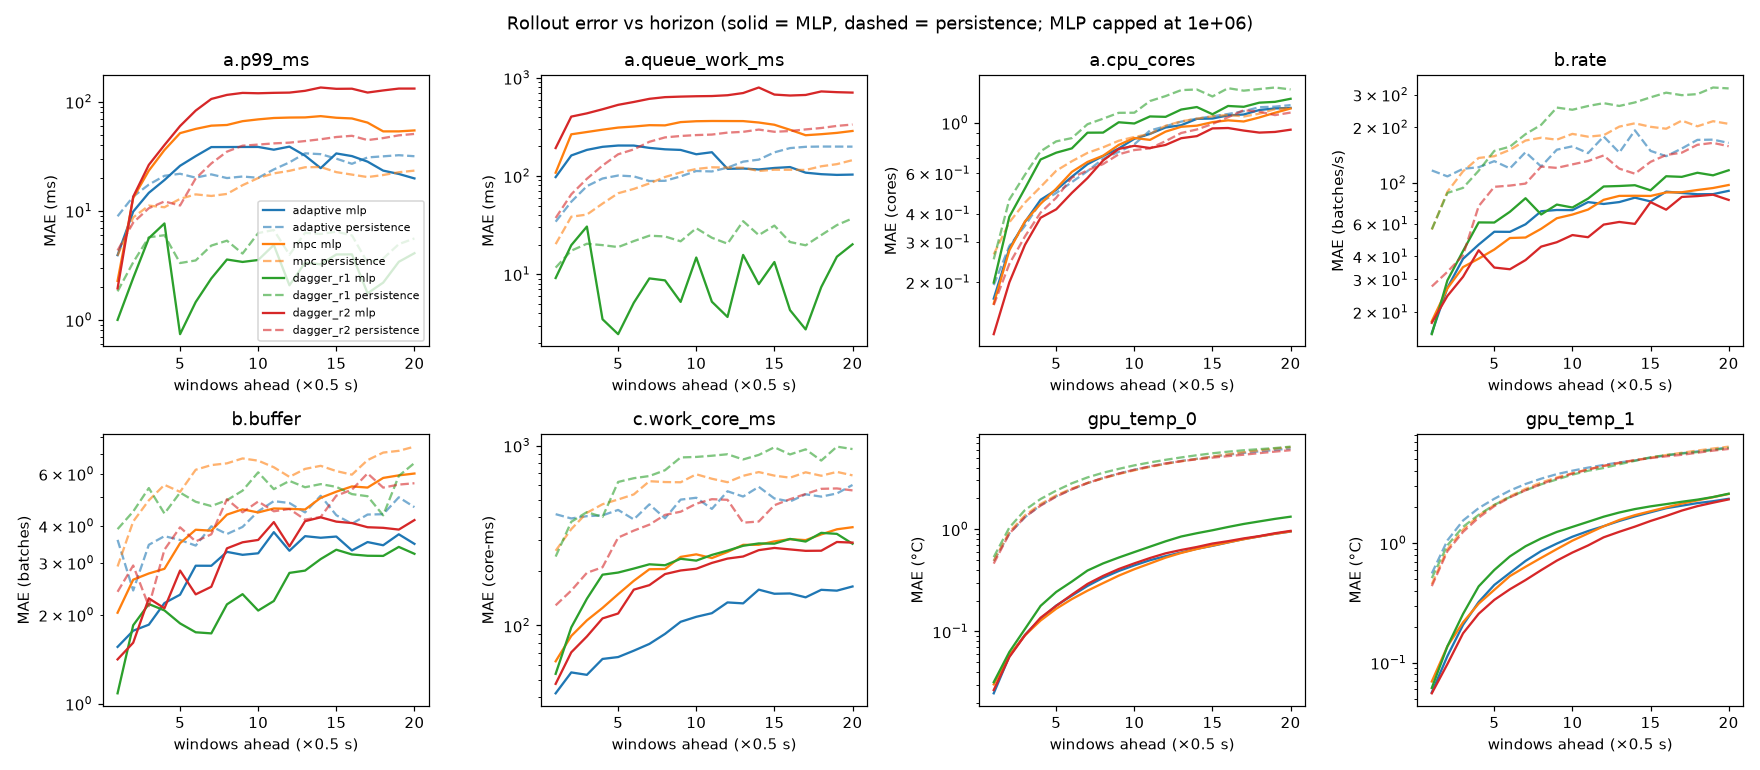 Rollout error vs horizon (solid = MLP, dashed = persistence; MLP capped at 1e+06)
a.p99_ms
MAE (ms)
10²
10¹
10⁰
5 10 15 20
windows ahead (×0.5 s)
adaptive mlp
adaptive persistence
mpc mlp
mpc persistence
dagger_r1 mlp
dagger_r1 persistence
dagger_r2 mlp
dagger_r2 persistence
a.queue_work_ms
MAE (ms)
10³
10²
10¹
5 10 15 20
windows ahead (×0.5 s)
a.cpu_cores
MAE (cores)
10⁰
6 × 10⁻¹
4 × 10⁻¹
3 × 10⁻¹
2 × 10⁻¹
5 10 15 20
windows ahead (×0.5 s)
b.rate
MAE (batches/s)
3 × 10²
2 × 10²
10²
6 × 10¹
4 × 10¹
3 × 10¹
2 × 10¹
5 10 15 20
windows ahead (×0.5 s)
b.buffer
MAE (batches)
6 × 10⁰
4 × 10⁰
3 × 10⁰
2 × 10⁰
10⁰
5 10 15 20
windows ahead (×0.5 s)
c.work_core_ms
MAE (core-ms)
10³
10²
5 10 15 20
windows ahead (×0.5 s)
gpu_temp_0
MAE (°C)
10⁰
10⁻¹
5 10 15 20
windows ahead (×0.5 s)
gpu_temp_1
MAE (°C)
10⁰
10⁻¹
5 10 15 20
windows ahead (×0.5 s)